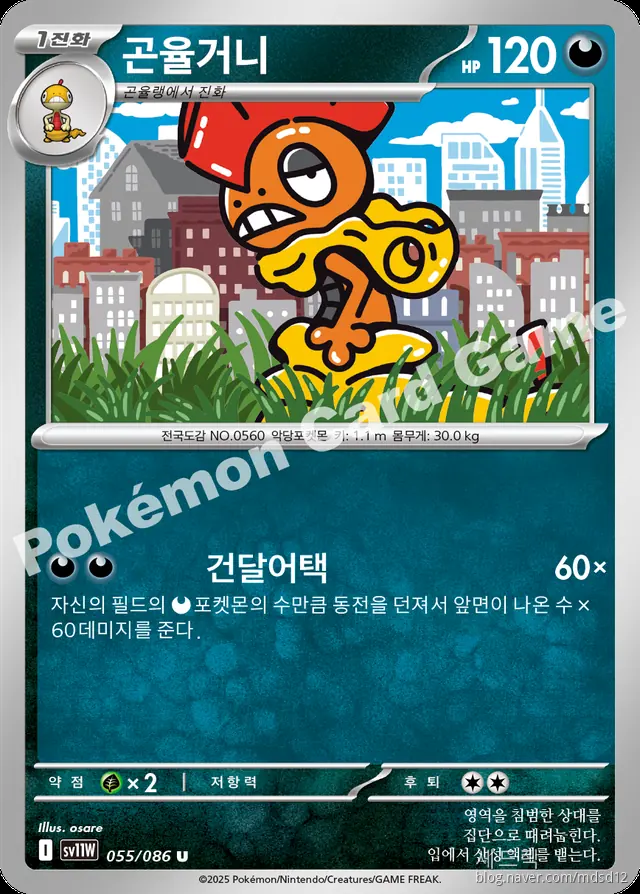 1진화
곤율거니
HP 120
곤율랭에서 진화
전국도감 NO.0560 악당포켓몬 키: 1.1 m 몸무게: 30.0 kg
Pokémon Card Game
건달어택 60×
자신의 필드의 포켓몬의 수만큼 동전을 던져서 앞면이 나온 수 ×
60데미지를 준다.
약점 ×2 저항력 후퇴
Illus. osare
영역을 침범한 상대를
집단으로 때려눕힌다.
입에서 산성 액체를 뱉는다.
I sv11W 055/086 U
©2025 Pokémon/Nintendo/Creatures/GAME FREAK.
blog.naver.com/mdsd12